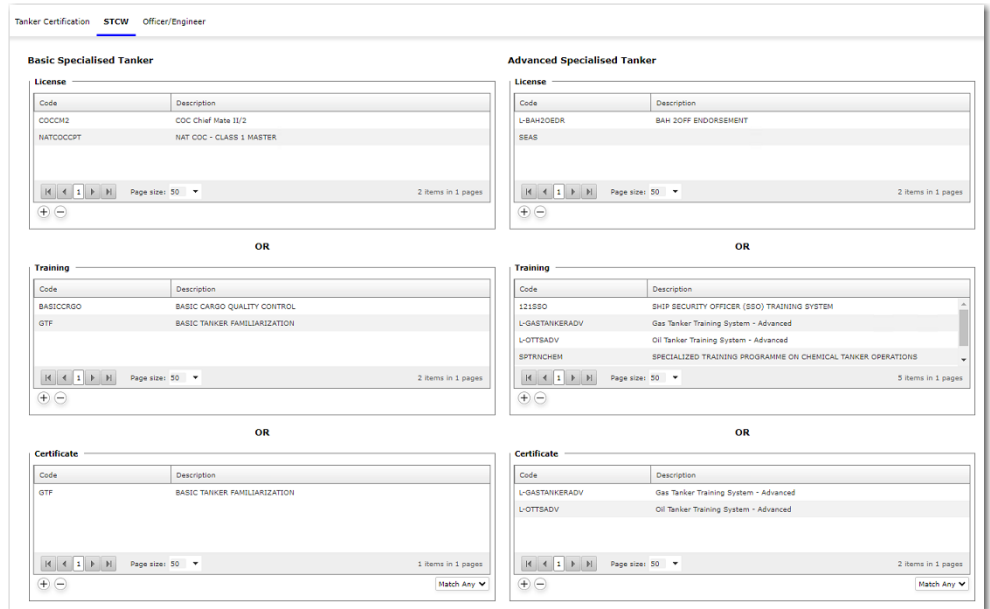 Tanker Certification STCW Officer/Engineer
Basic Specialised Tanker
License
Code Description
COCCM2 COC Chief Mate II/2
NATCOCCPT NAT COC - CLASS 1 MASTER
1 Page size: 50 2 items in 1 pages
OR
Training
Code Description
BASICCRGO BASIC CARGO QUALITY CONTROL
GTF BASIC TANKER FAMILIARIZATION
1 Page size: 50 2 items in 1 pages
OR
Certificate
Code Description
GTF BASIC TANKER FAMILIARIZATION
1 Page size: 50 1 items in 1 pages
Match Any
Advanced Specialised Tanker
License
Code Description
L-BAH2OEDR BAH 2OFF ENDORSEMENT
SEAS
1 Page size: 50 2 items in 1 pages
OR
Training
Code Description
121SSO SHIP SECURITY OFFICER (SSO) TRAINING SYSTEM
L-GASTANKERADV Gas Tanker Training System - Advanced
L-OTTSADV Oil Tanker Training System - Advanced
SPTRNCHEM SPECIALIZED TRAINING PROGRAMME ON CHEMICAL TANKER OPERATIONS
1 Page size: 50 5 items in 1 pages
OR
Certificate
Code Description
L-GASTANKERADV Gas Tanker Training System - Advanced
L-OTTSADV Oil Tanker Training System - Advanced
1 Page size: 50 2 items in 1 pages
Match Any